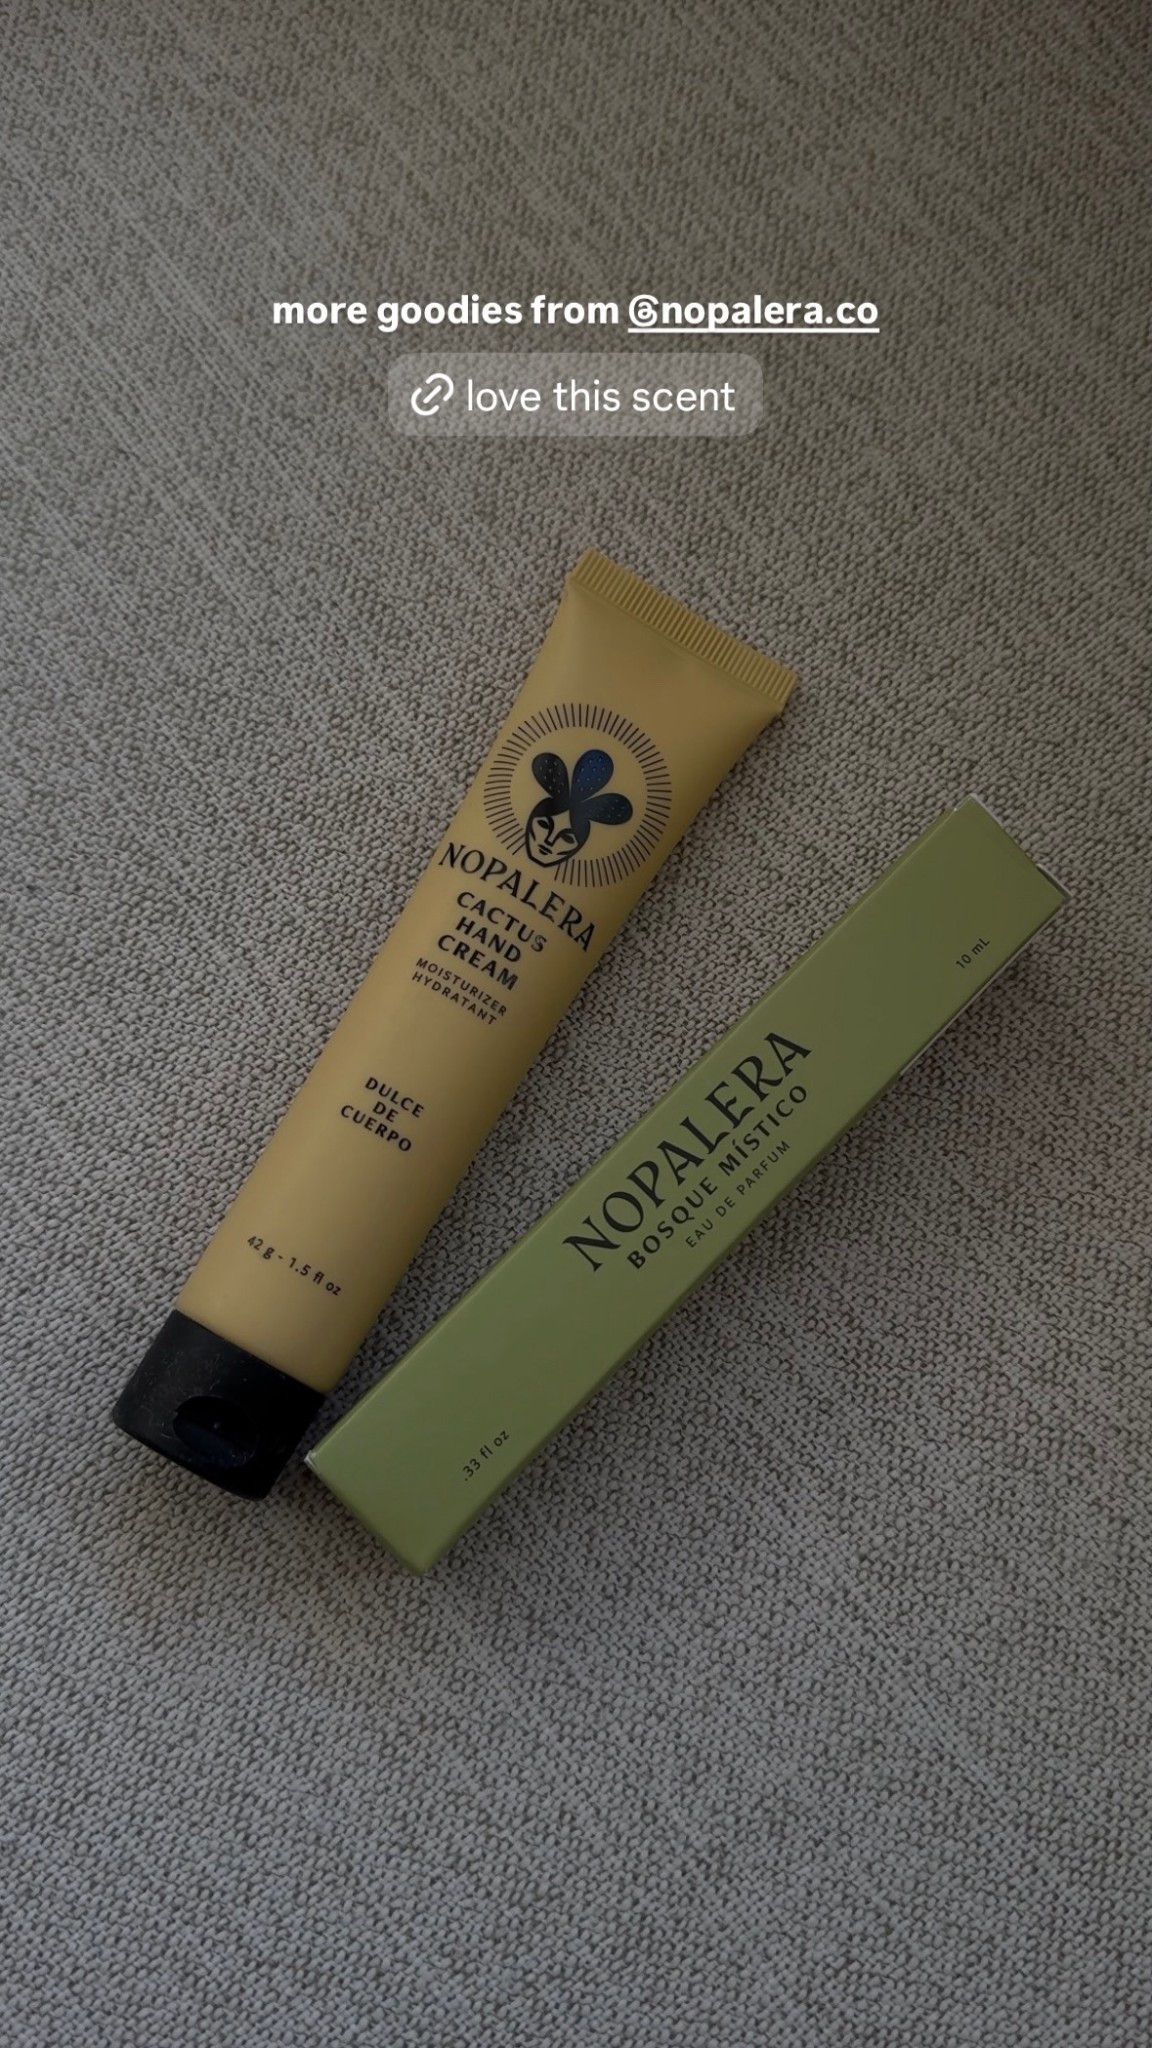 more goodies from @nopalera.co
love this scent
NOPALERA
CACTUS
HAND
CREAM
MOISTURIZER
HYDRATANT
DULCE
DE
CUERPO
42 g - 1.5 fl oz
10 mL
NOPALERA
BOSQUE MÍSTICO
EAU DE PARFUM
.33 fl oz